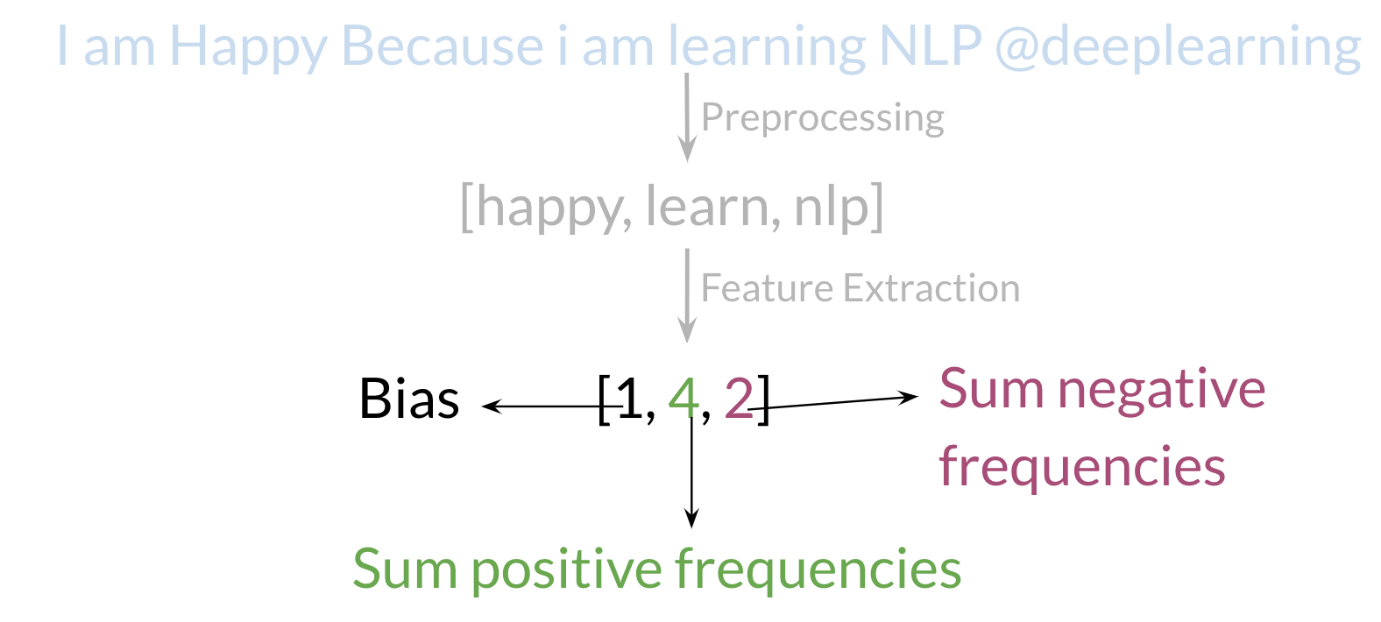 I am Happy Because i am learning NLP @deeplearning
Preprocessing
[happy, learn, nlp]
Feature Extraction
Bias
[1, 4, 2]
Sum negative
frequencies
Sum positive frequencies